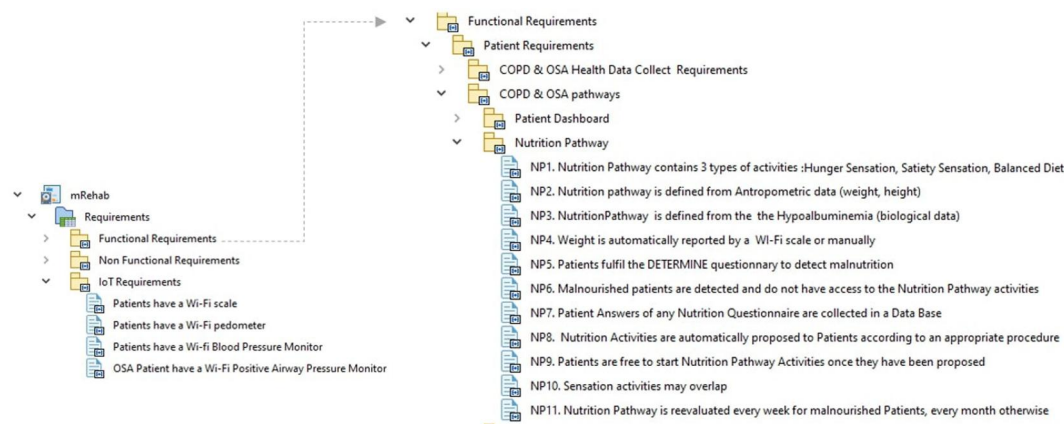 mRehab
Requirements
Functional Requirements
Non Functional Requirements
IoT Requirements
Patients have a Wi-Fi scale
Patients have a Wi-Fi pedometer
Patients have a Wi-fi Blood Pressure Monitor
OSA Patient have a Wi-Fi Positive Airway Pressure Monitor
Functional Requirements
Patient Requirements
COPD & OSA Health Data Collect Requirements
COPD & OSA pathways
Patient Dashboard
Nutrition Pathway
NP1. Nutrition Pathway contains 3 types of activities :Hunger Sensation, Satiety Sensation, Balanced Diet
NP2. Nutrition pathway is defined from Antropometric data (weight, height)
NP3. NutritionPathway is defined from the the Hypoalbuminemia (biological data)
NP4. Weight is automatically reported by a WI-Fi scale or manually
NP5. Patients fulfil the DETERMINE questionnary to detect malnutrition
NP6. Malnourished patients are detected and do not have access to the Nutrition Pathway activities
NP7. Patient Answers of any Nutrition Questionnaire are collected in a Data Base
NP8. Nutrition Activities are automatically proposed to Patients according to an appropriate procedure
NP9. Patients are free to start Nutrition Pathway Activities once they have been proposed
NP10. Sensation activities may overlap
NP11. Nutrition Pathway is reevaluated every week for malnourished Patients, every month otherwise